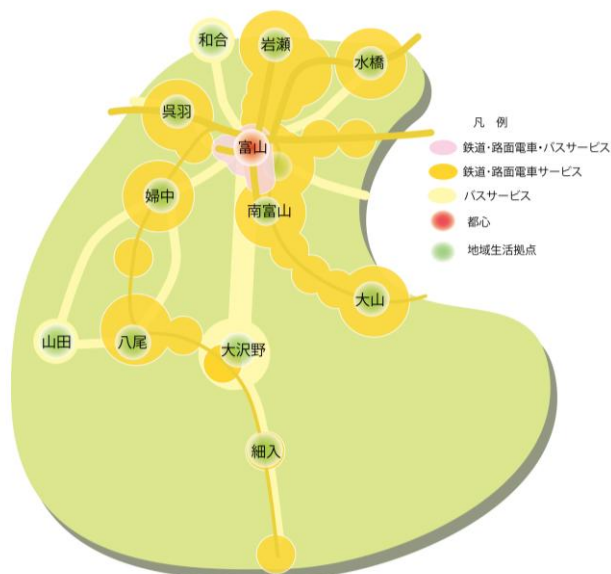 和合
岩瀬
水橋
呉羽
富山
婦中
南富山
大山
山田
八尾
大沢野
細入
凡 例
鉄道・路面電車・バスサービス
鉄道・路面電車サービス
バスサービス
都心
地域生活拠点